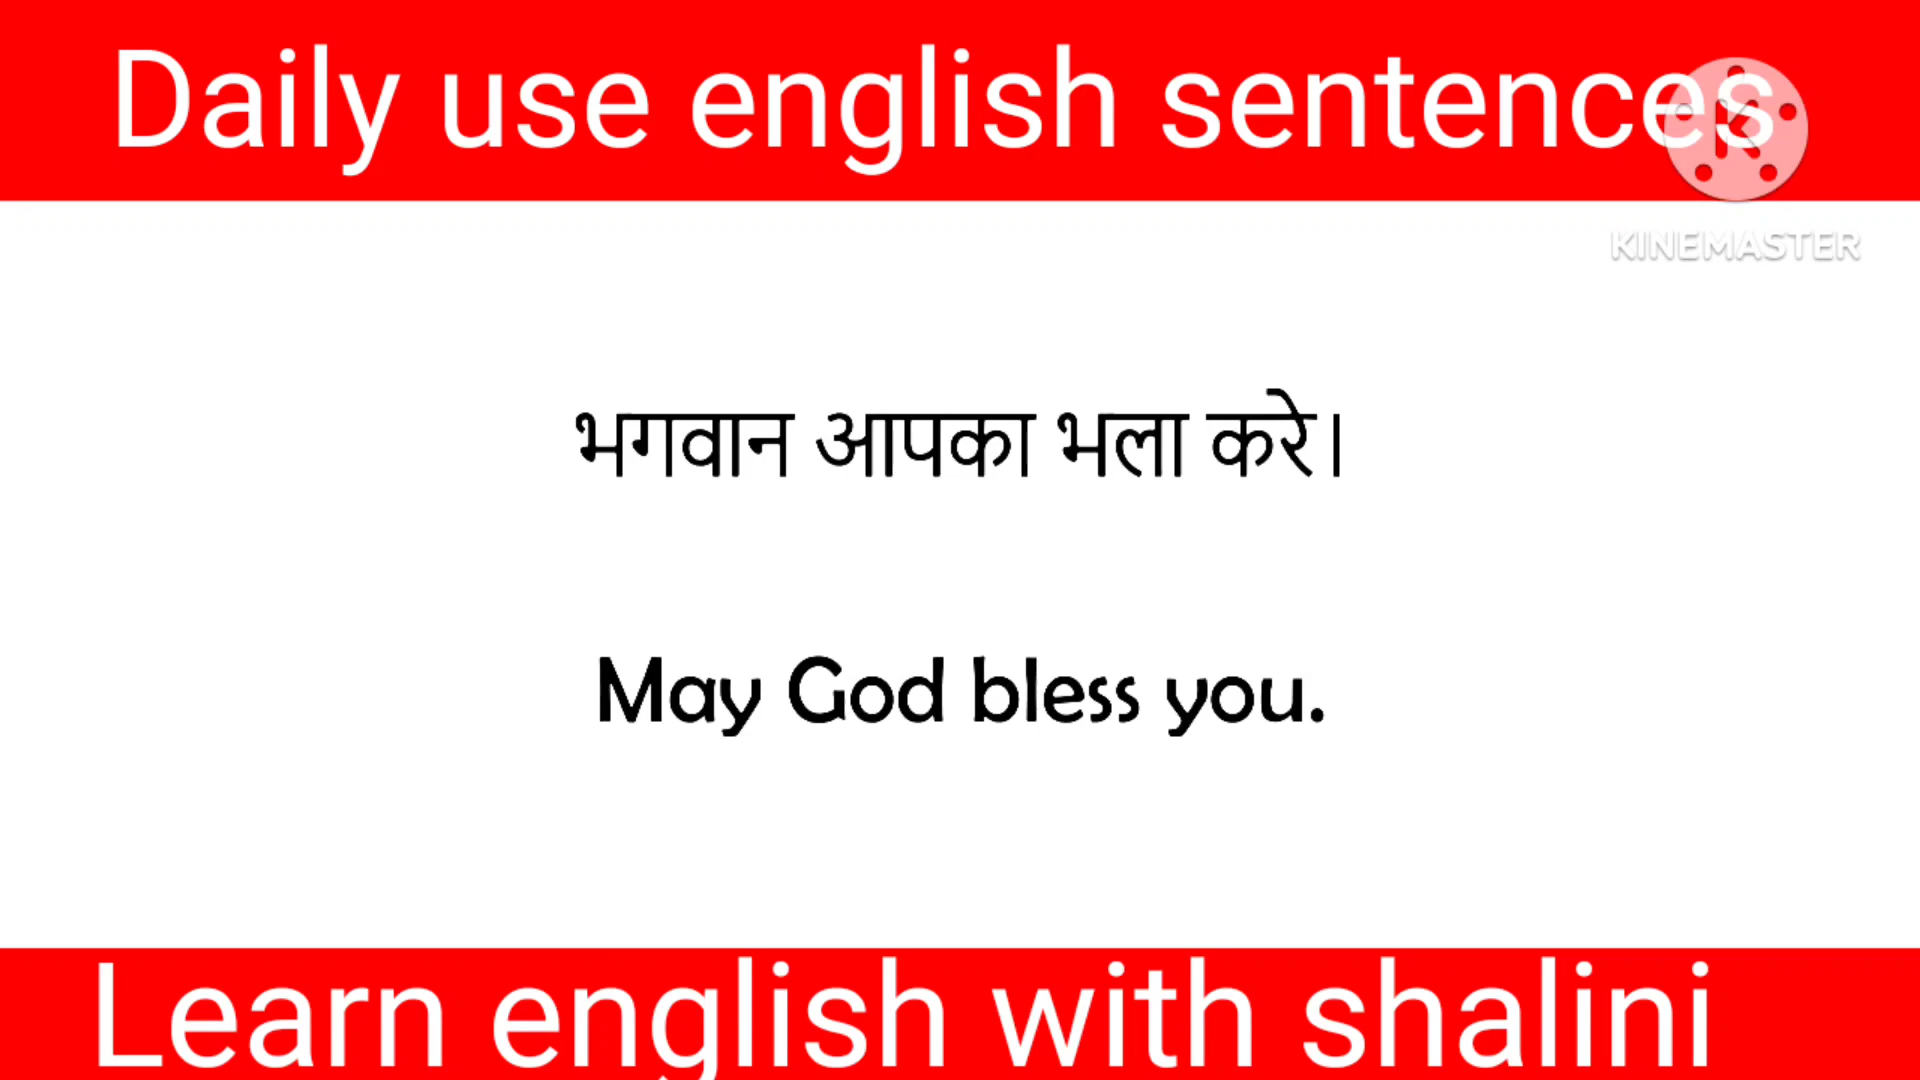 Daily use english sentences
KINEMASTER
भगवान आपका भला करे।
May God bless you.
Learn english with shalini